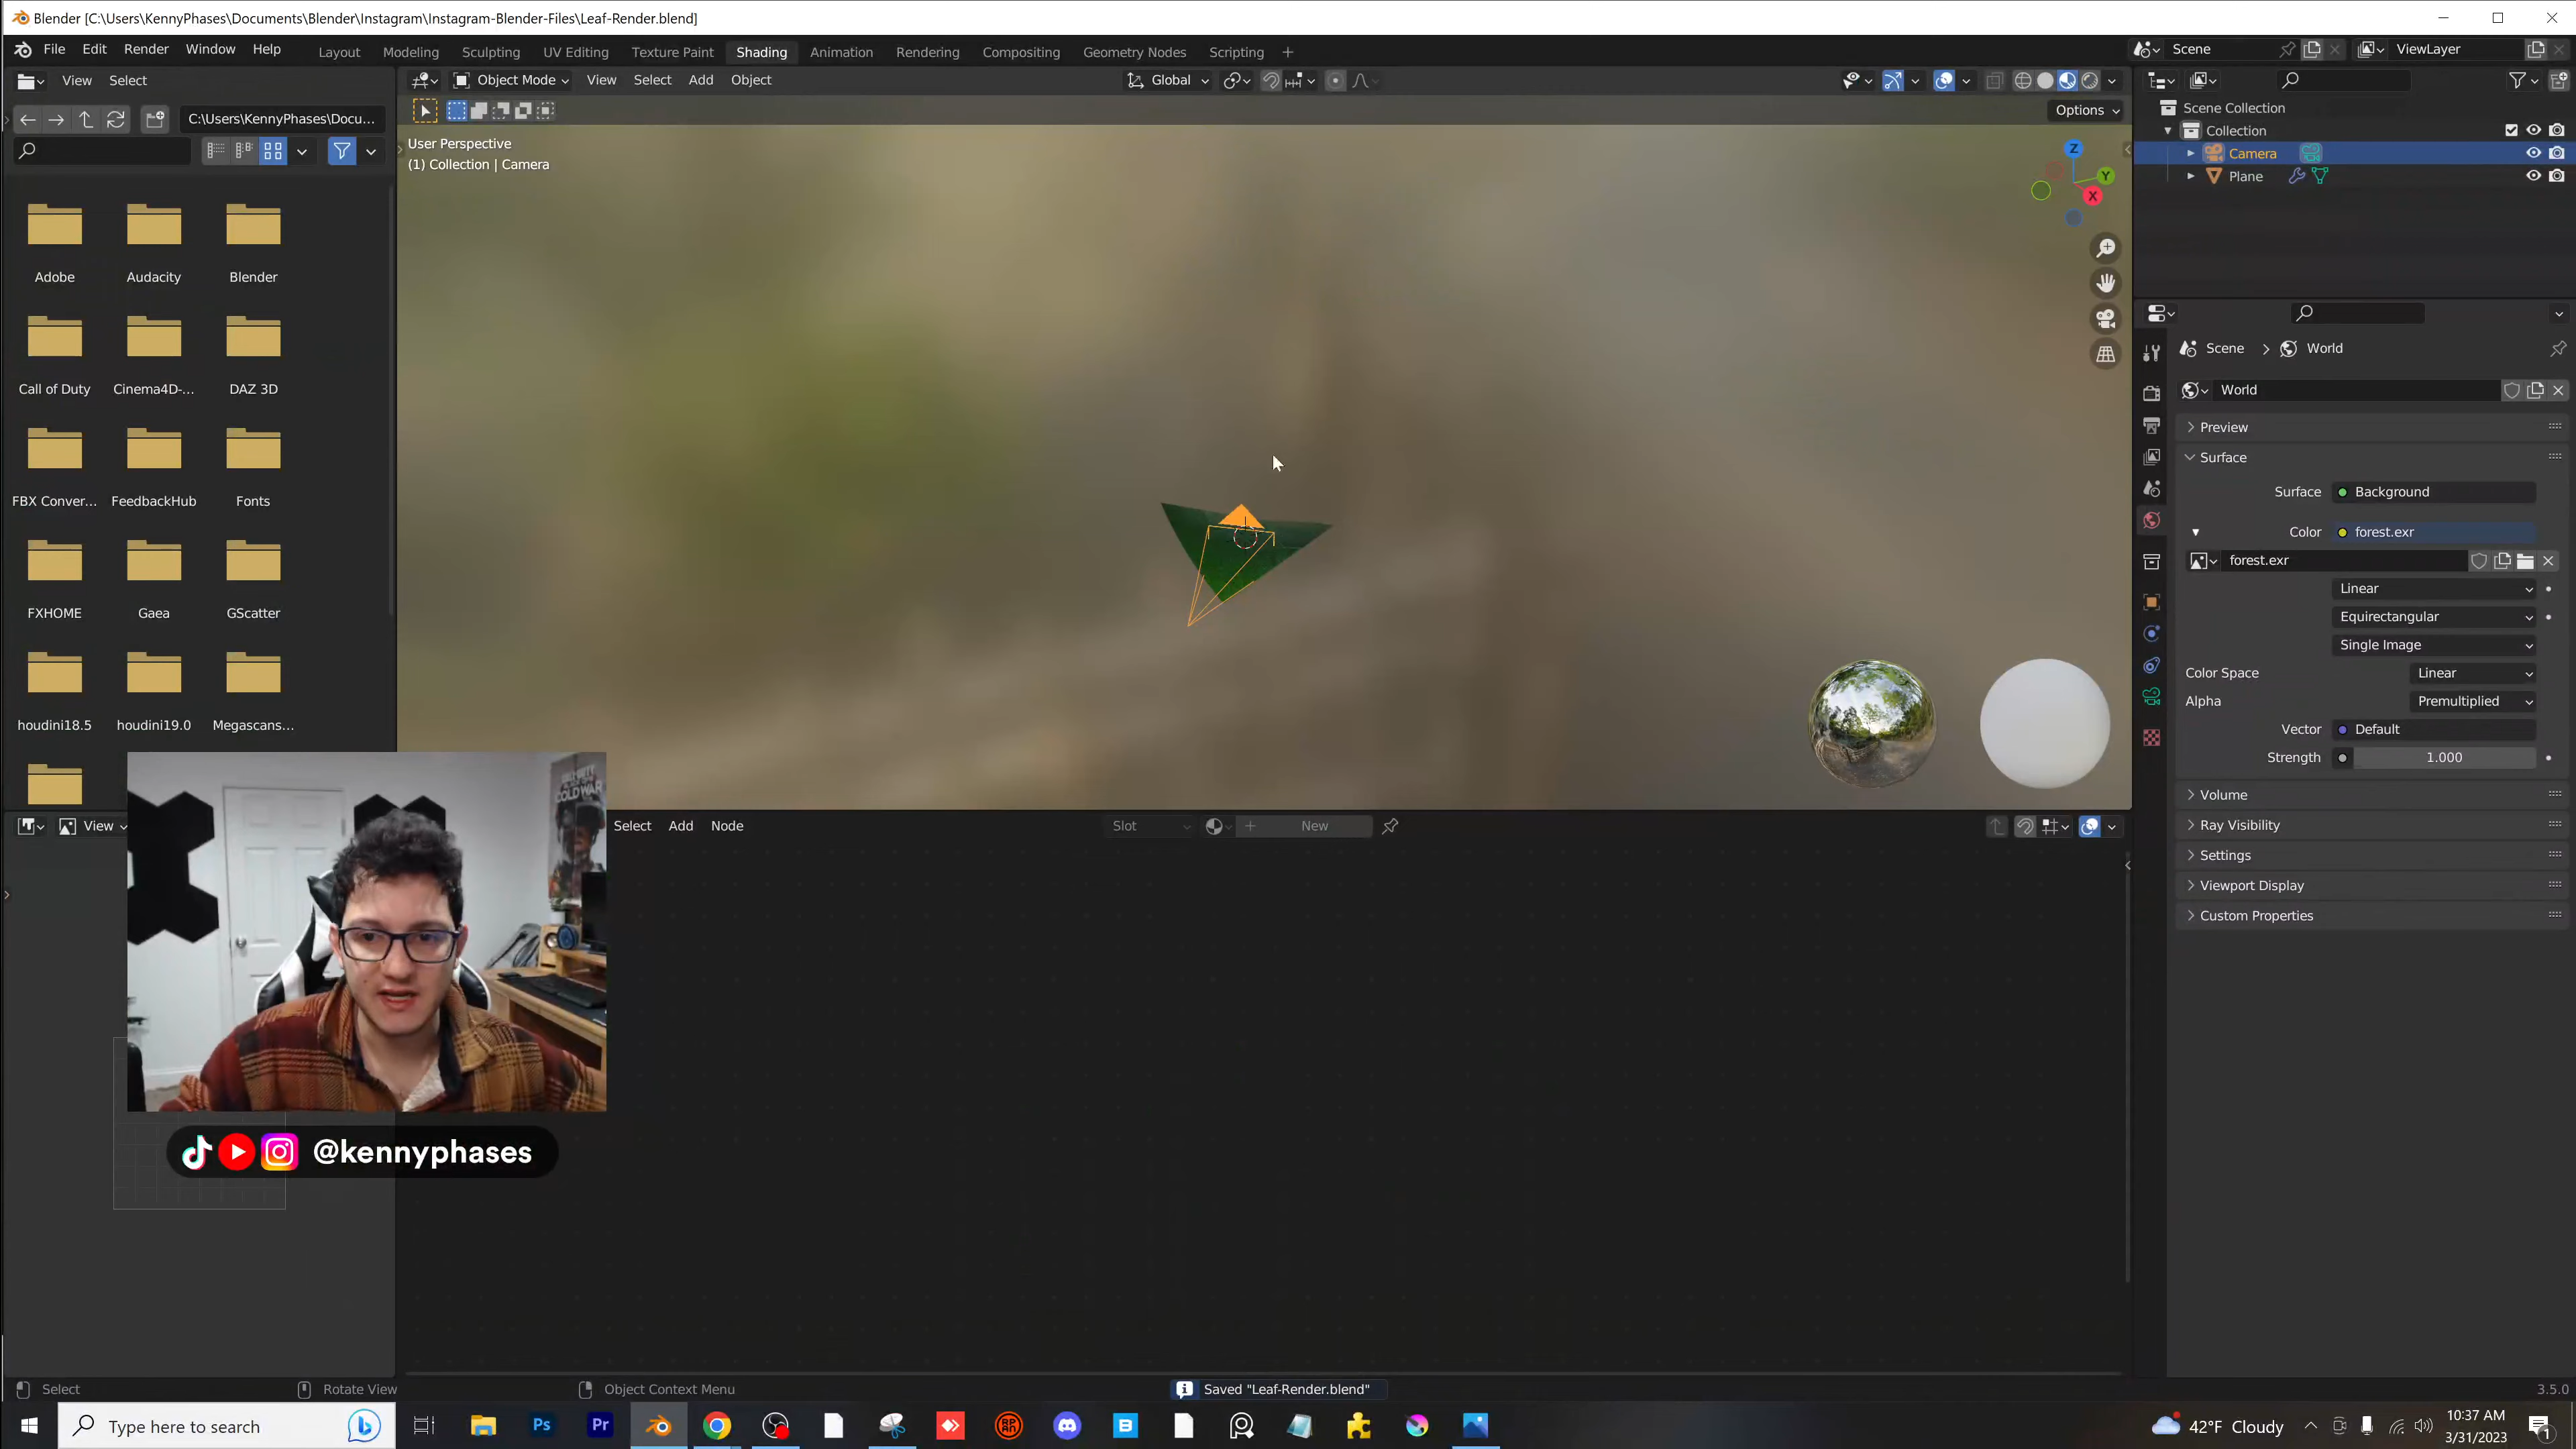 Blender [C:\Users\KennyPhases\Documents\Blender\Instagram\Instagram-Blender-Files\Leaf-Render.blend]
File Edit Render Window Help
Layout Modeling Sculpting UV Editing Texture Paint Shading Animation Rendering Compositing Geometry Nodes Scripting
Scene
ViewLayer
View Select
Object Mode View Select Add Object
Global
Options
C:\Users\KennyPhases\Docu...
User Perspective
(1) Collection | Camera
Z
Y
X
Scene Collection
Collection
Camera
Plane
Adobe Audacity Blender
Call of Duty Cinema4D-... DAZ 3D
FBX Conver... FeedbackHub Fonts
FXHOME Gaea GScatter
houdini18.5 houdini19.0 Megascans...
Scene > World
World
Preview
Surface
Surface Background
Color forest.exr
forest.exr
Linear
Equirectangular
Single Image
Color Space Linear
Alpha Premultiplied
Vector Default
Strength 1.000
Volume
Ray Visibility
Settings
Viewport Display
Custom Properties
View
Select Add Node
Slot
New
COLD WAR
@kennyphases
Select
Rotate View
Object Context Menu
Saved "Leaf-Render.blend"
3.5.0
Type here to search
Ps
Pr
42°F Cloudy
10:37 AM
3/31/2023
1